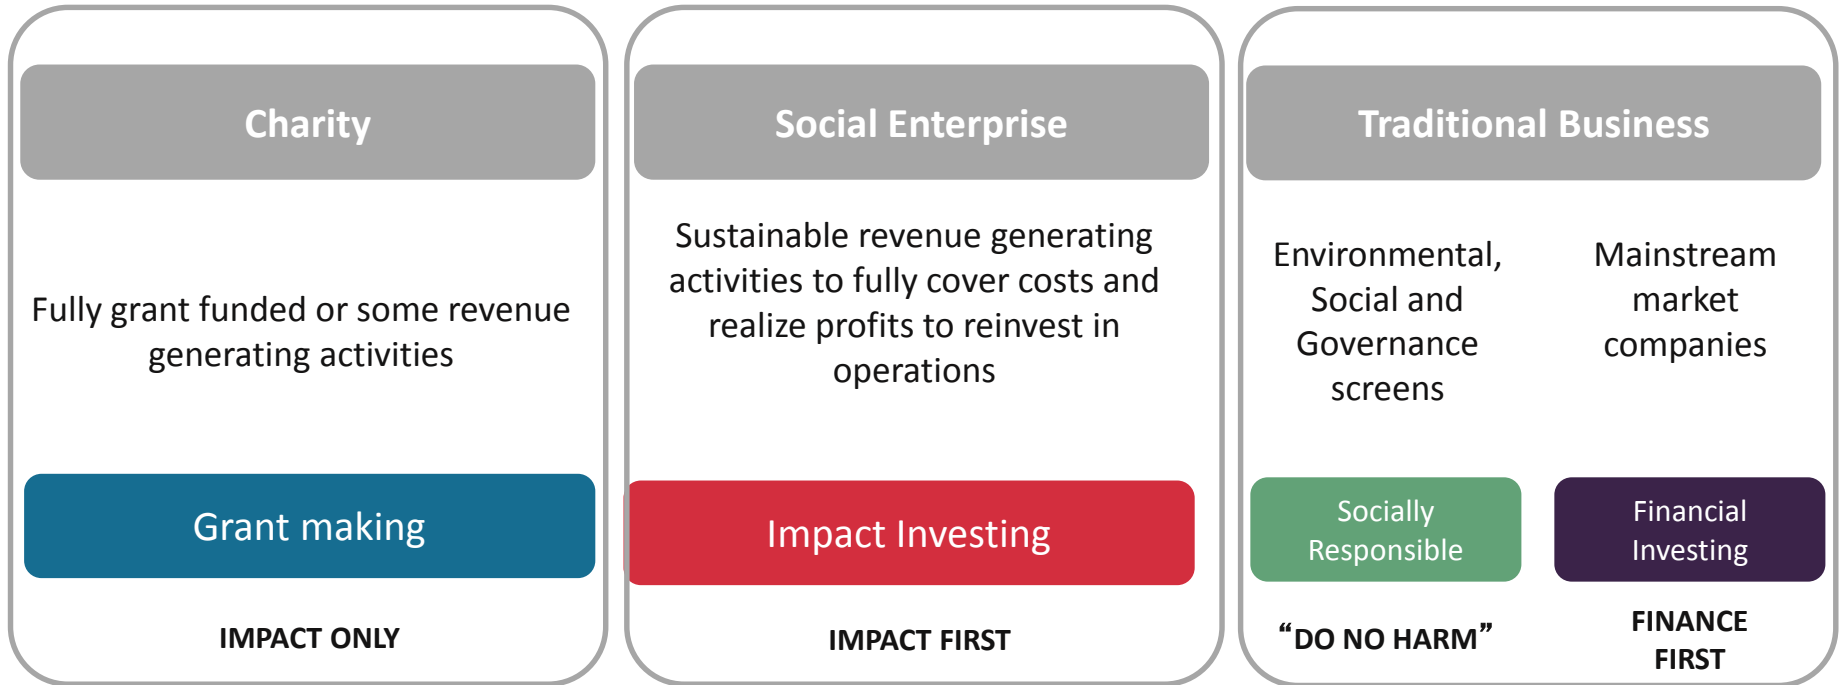 Charity
Fully grant funded or some revenue
generating activities
Grant making
IMPACT ONLY
Social Enterprise
Sustainable revenue generating
activities to fully cover costs and
realize profits to reinvest in
operations
Impact Investing
IMPACT FIRST
Traditional Business
Environmental,
Social and
Governance
screens
Socially
Responsible
“DO NO HARM”
Mainstream
market
companies
Financial
Investing
FINANCE
FIRST